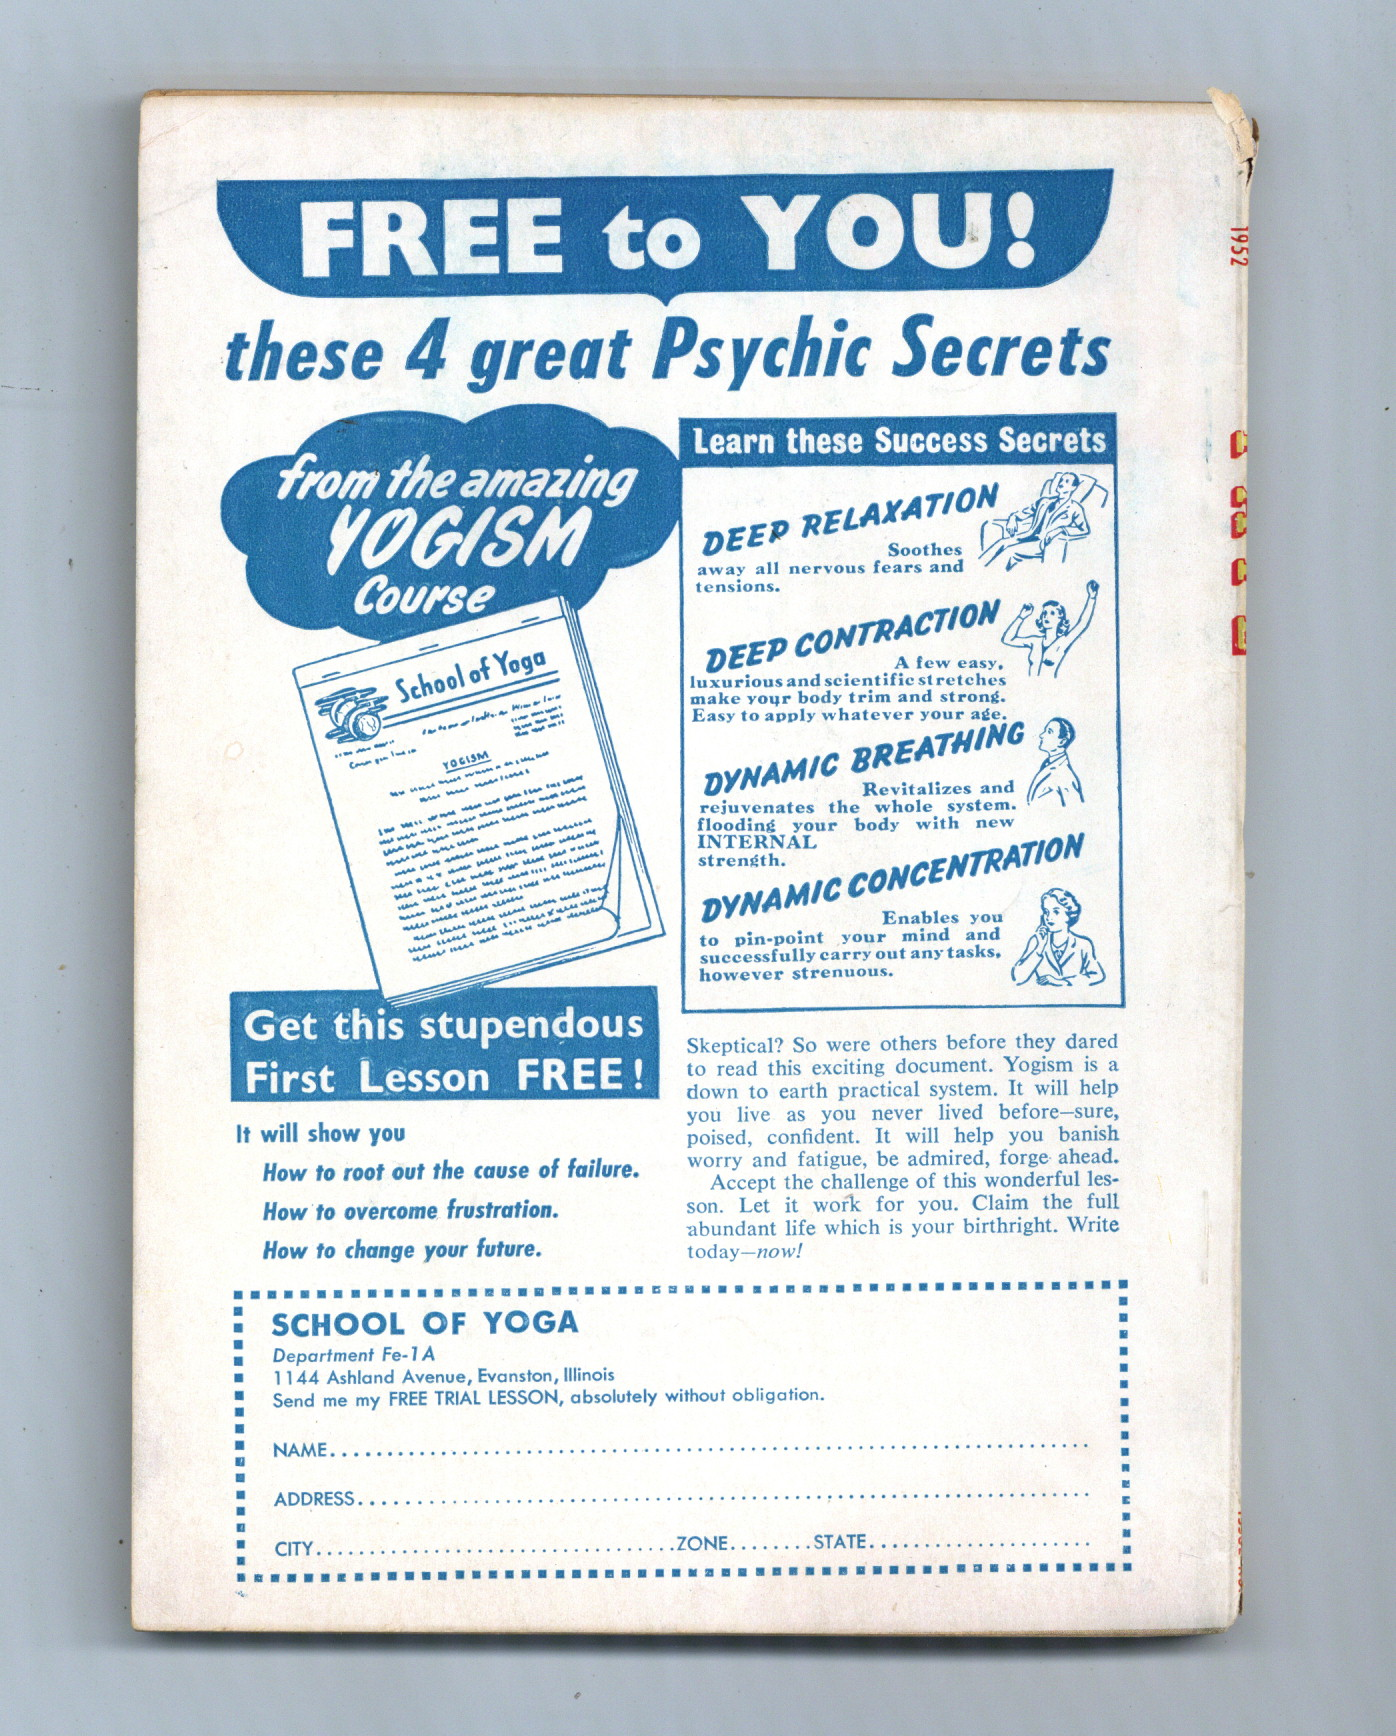 FREE to YOU!
these 4 great Psychic Secrets
from the amazing
YOGISM
Course
School of Yoga
YOGISM
Get this stupendous
First Lesson FREE!
It will show you
How to root out the cause of failure.
How to overcome frustration.
How to change your future.
Learn these Success Secrets
DEEP RELAXATION
Soothes
away all nervous fears and
tensions.
DEEP CONTRACTION
A few easy,
luxurious and scientific stretches
make your body trim and strong.
Easy to apply whatever your age.
DYNAMIC BREATHING
Revitalizes and
rejuvenates the whole system.
flooding your body with new
INTERNAL
strength.
DYNAMIC CONCENTRATION
Enables you
to pin-point your mind and
successfully carry out any tasks,
however strenuous.
Skeptical? So were others before they dared
to read this exciting document. Yogism is a
down to earth practical system. It will help
you live as you never lived before—sure,
poised, confident. It will help you banish
worry and fatigue, be admired, forge ahead.
Accept the challenge of this wonderful les-
son. Let it work for you. Claim the full
abundant life which is your birthright. Write
today—now!
SCHOOL OF YOGA
Department Fe-1A
1144 Ashland Avenue, Evanston, Illinois
Send me my FREE TRIAL LESSON, absolutely without obligation.
NAME
ADDRESS
CITY ZONE STATE
1952